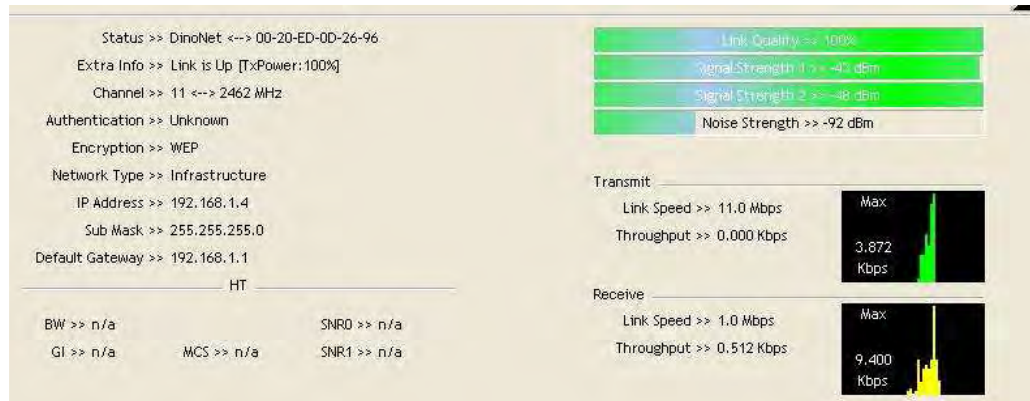 Status >> DinoNet <--> 00-20-ED-0D-26-96
Extra Info >> Link is Up [TxPower:100%]
Channel >> 11 <--> 2462 MHz
Authentication >> Unknown
Encryption >> WEP
Network Type >> Infrastructure
IP Address >> 192.168.1.4
Sub Mask >> 255.255.255.0
Default Gateway >> 192.168.1.1
HT
BW >> n/a
SNR0 >> n/a
GI >> n/a
MCS >> n/a
SNR1 >> n/a
Link Quality >> 100%
Signal Strength 1 >> -43 dBm
Signal Strength 2 >> -48 dBm
Noise Strength >> -92 dBm
Transmit
Link Speed >> 11.0 Mbps
Throughput >> 0.000 Kbps
Max
3.872
Kbps
Receive
Link Speed >> 1.0 Mbps
Throughput >> 0.512 Kbps
Max
9.400
Kbps